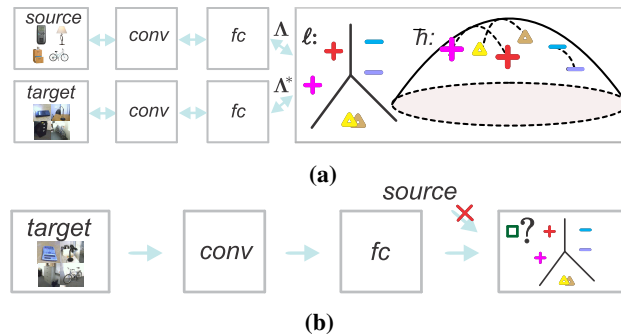 source
conv
fc
Λ
ℓ:
ħ:
target
conv
fc
Λ*
(a)
source
target
conv
fc
?
(b)